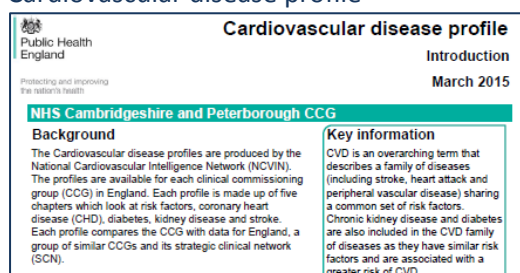 Cardiovascular disease profile
Public Health
England
Protecting and improving
the nation's health
Cardiovascular disease profile
Introduction
March 2015
NHS Cambridgeshire and Peterborough CCG
Background
The Cardiovascular disease profiles are produced by the
National Cardiovascular Intelligence Network (NCVIN).
The profiles are available for each clinical commissioning
group (CCG) in England. Each profile is made up of five
chapters which look at risk factors, coronary heart
disease (CHD), diabetes, kidney disease and stroke.
Each profile compares the CCG with data for England, a
group of similar CCGs and its strategic clinical network
(SCN).
Key information
CVD is an overarching term that
describes a family of diseases
(including stroke, heart attack and
peripheral vascular disease) sharing
a common set of risk factors.
Chronic kidney disease and diabetes
are also included in the CVD family
of diseases as they have similar risk
factors and are associated with a
greater risk of CVD.